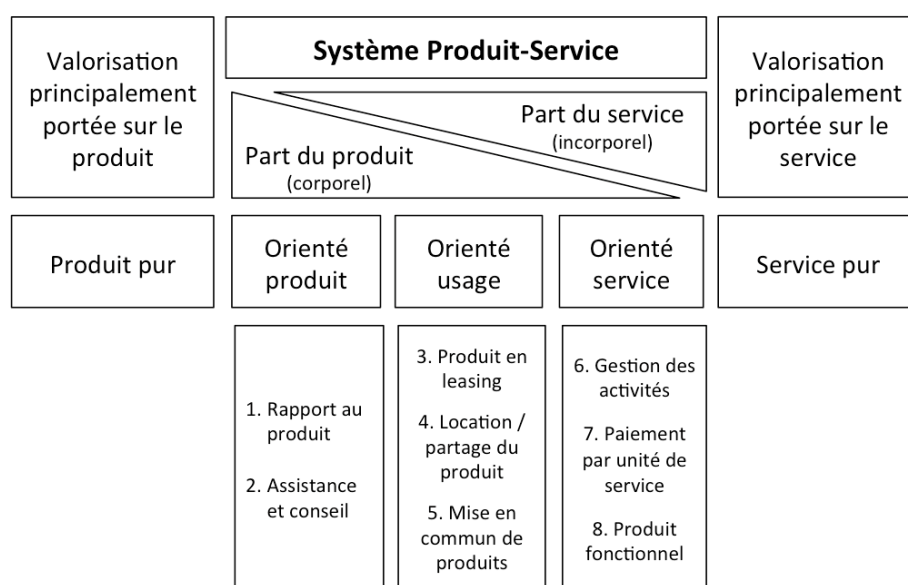 Valorisation
principalement
portée sur le
produit
Système Produit-Service
Part du service
(incorporel)
Part du produit
(corporel)
Valorisation
principalement
portée sur le
service
Produit pur
Orienté
produit
Orienté
usage
Orienté
service
Service pur
1. Rapport au
produit
2. Assistance
et conseil
3. Produit en
leasing
4. Location /
partage du
produit
5. Mise en
commun de
produits
6. Gestion des
activités
7. Paiement
par unité de
service
8. Produit
fonctionnel